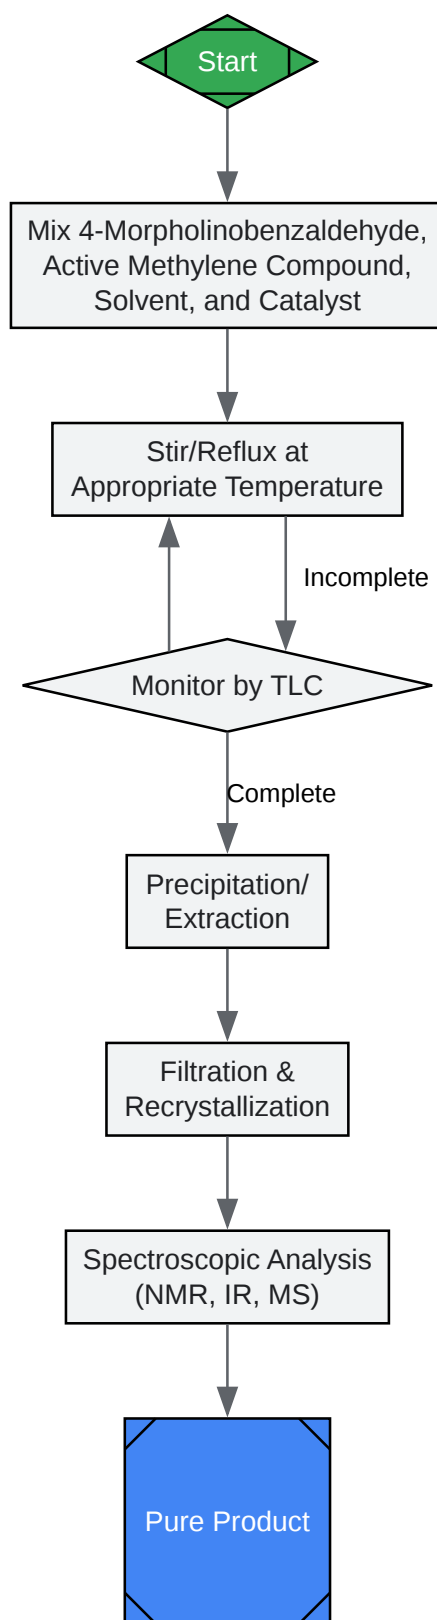 Start
Mix 4-Morpholinobenzaldehyde,
Active Methylene Compound,
Solvent, and Catalyst
Stir/Reflux at
Appropriate Temperature
Incomplete
Monitor by TLC
Complete
Precipitation/
Extraction
Filtration &
Recrystallization
Spectroscopic Analysis
(NMR, IR, MS)
Pure Product